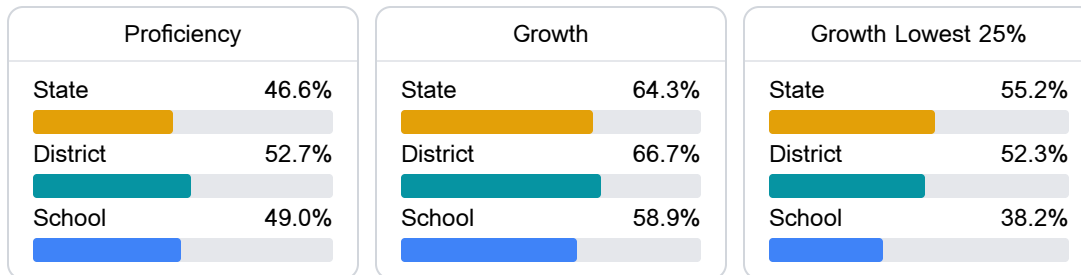 Proficiency
State 46.6%
District 52.7%
School 49.0%
Growth
State 64.3%
District 66.7%
School 58.9%
Growth Lowest 25%
State 55.2%
District 52.3%
School 38.2%